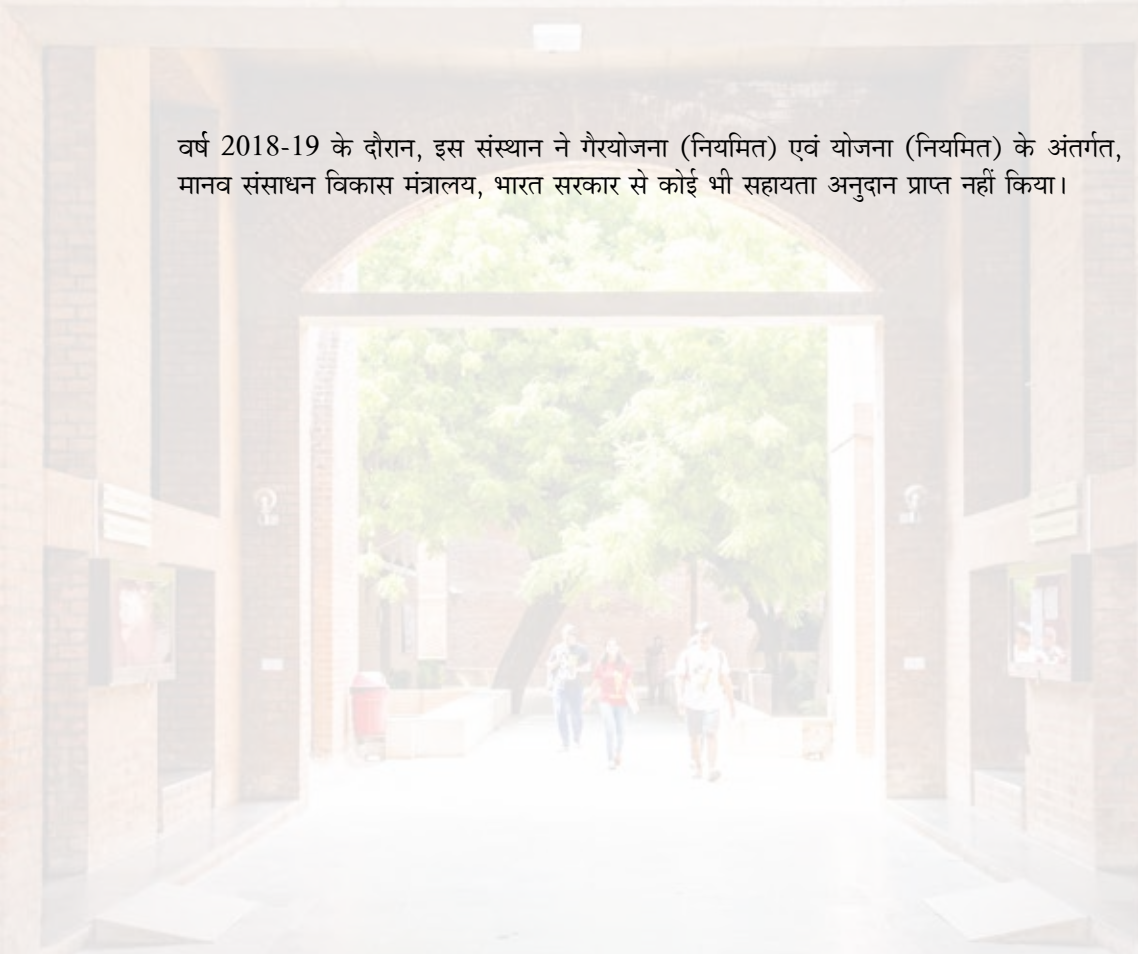 वर्ष 2018-19 के दौरान, इस संस्थान ने गैरयोजना (नियमित) एवं योजना (नियमित) के अंतर्गत,
मानव संसाधन विकास मंत्रालय, भारत सरकार से कोई भी सहायता अनुदान प्राप्त नहीं किया।